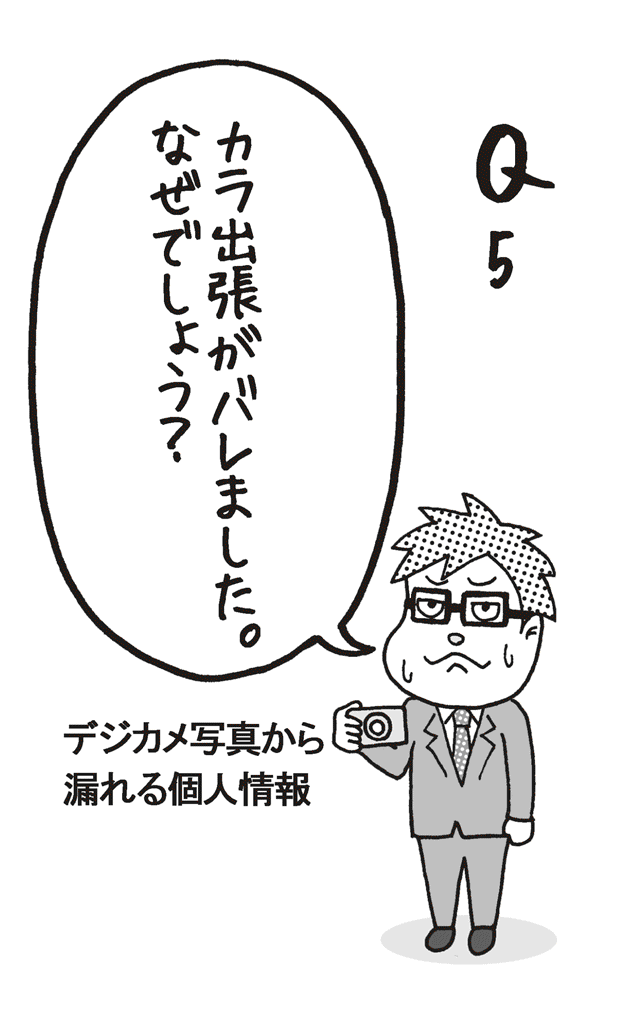 Q
5
カラ出張がバレました。
なぜでしょう？
デジカメ写真から
漏れる個人情報